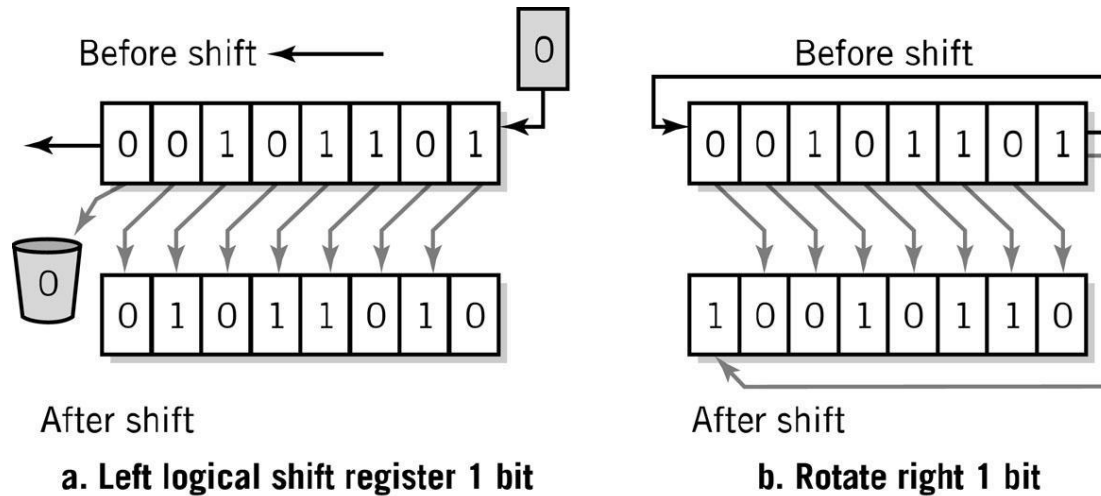 Before shift
0
0 0 1 0 1 1 0 1
0
0 1 0 1 1 0 1 0
After shift
a. Left logical shift register 1 bit
Before shift
0 0 1 0 1 1 0 1
1 0 0 1 0 1 1 0
After shift
b. Rotate right 1 bit